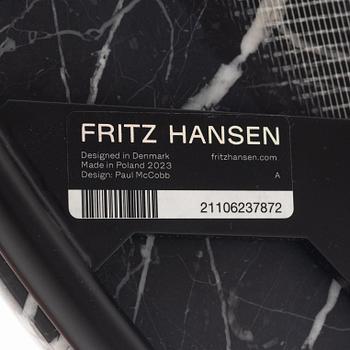 FRITZ HANSEN
Designed in Denmark fritzhansen.com
Made in Poland 2023
Design: Paul McCobb A
21106237872